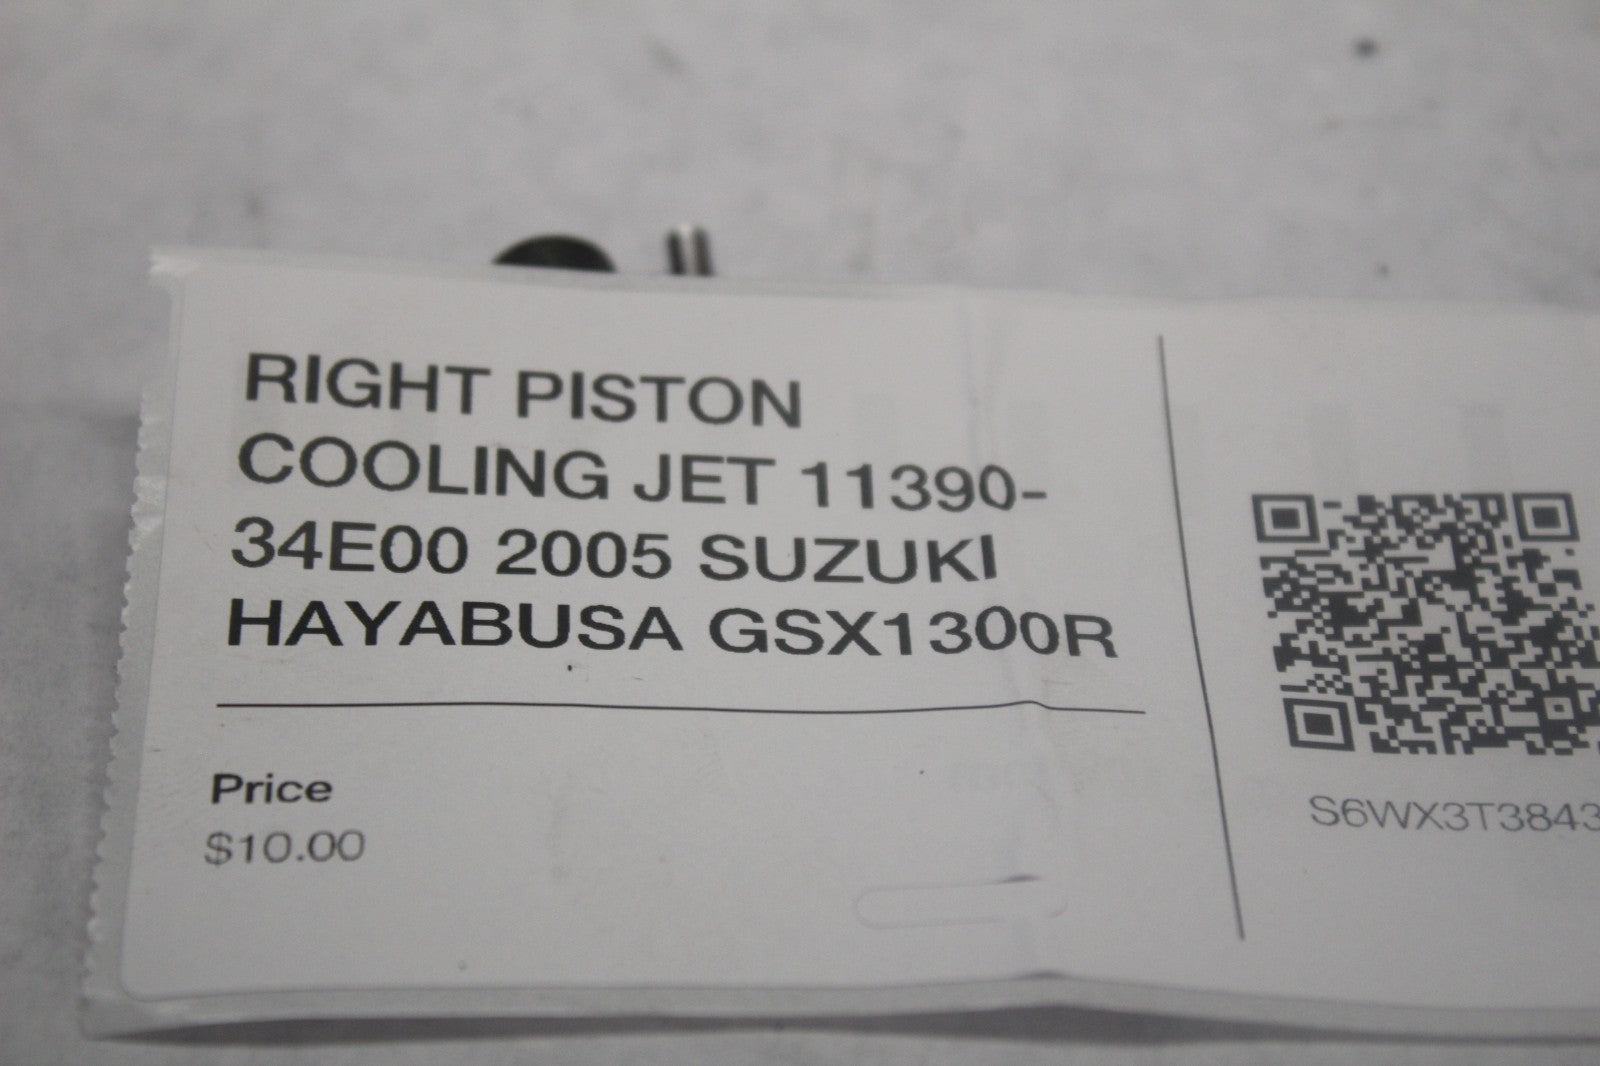 RIGHT PISTON
COOLING JET 11390-
34E00 2005 SUZUKI
HAYABUSA GSX1300R
Price
$10.00
S6WX3T3843